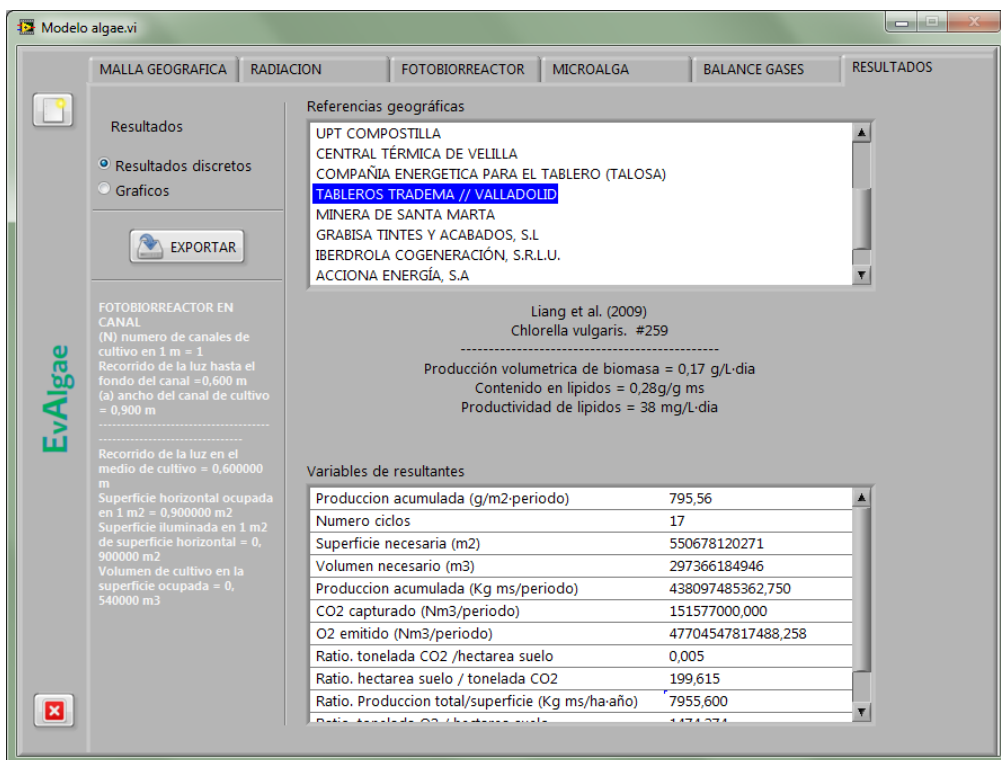 Modelo algae.vi
MALLA GEOGRAFICA
RADIACION
FOTOBIORREACTOR
MICROALGA
BALANCE GASES
RESULTADOS
Resultados
Resultados discretos
Graficos
EXPORTAR
FOTOBIORREACTOR EN
CANAL
(N) numero de canales de
cultivo en 1 m = 1
Recorrido de la luz hasta el
fondo del canal =0,600 m
(a) ancho del canal de cultivo
= 0,900 m
----------------------------------------
----------------------------------
Recorrido de la luz en el
medio de cultivo = 0,600000
m
Superficie horizontal ocupada
en 1 m2 = 0,900000 m2
Superficie iluminada en 1 m2
de superficie horizontal = 0,
900000 m2
Volumen de cultivo en la
superficie ocupada = 0,
540000 m3
EvAlgae
Referencias geográficas
UPT COMPOSTILLA
CENTRAL TÉRMICA DE VELILLA
COMPAÑIA ENERGETICA PARA EL TABLERO (TALOSA)
TABLEROS TRADEMA // VALLADOLID
MINERA DE SANTA MARTA
GRABISA TINTES Y ACABADOS, S.L
IBERDROLA COGENERACIÓN, S.R.L.U.
ACCIONA ENERGÍA, S.A
Liang et al. (2009)
Chlorella vulgaris. #259
------------------------------------------------
Producción volumetrica de biomasa = 0,17 g/L·dia
Contenido en lipidos = 0,28g/g ms
Productividad de lipidos = 38 mg/L·dia
Variables de resultantes
Produccion acumulada (g/m2·periodo) 795,56
Numero ciclos 17
Superficie necesaria (m2) 550678120271
Volumen necesario (m3) 297366184946
Produccion acumulada (Kg ms/periodo) 438097485362,750
CO2 capturado (Nm3/periodo) 151577000,000
O2 emitido (Nm3/periodo) 47704547817488,258
Ratio. tonelada CO2 /hectarea suelo 0,005
Ratio. hectarea suelo / tonelada CO2 199,615
Ratio. Produccion total/superficie (Kg ms/ha·año) 7955,600
Ratio. tonelada O2 / hectarea suelo 1474,274